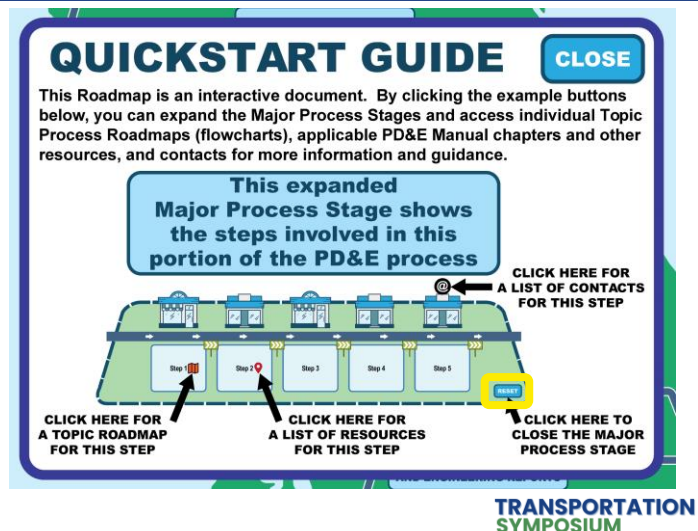 QUICKSTART GUIDE
CLOSE
This Roadmap is an interactive document. By clicking the example buttons
below, you can expand the Major Process Stages and access individual Topic
Process Roadmaps (flowcharts), applicable PD&E Manual chapters and other
resources, and contacts for more information and guidance.
This expanded
Major Process Stage shows
the steps involved in this
portion of the PD&E process
CLICK HERE FOR
A LIST OF CONTACTS
FOR THIS STEP
@
Step 1
Step 2
Step 3
Step 4
Step 5
RESET
CLICK HERE FOR
A TOPIC ROADMAP
FOR THIS STEP
CLICK HERE FOR
A LIST OF RESOURCES
FOR THIS STEP
CLICK HERE TO
CLOSE THE MAJOR
PROCESS STAGE
AND ENGINEERING REPORTS
TRANSPORTATION
SYMPOSIUM